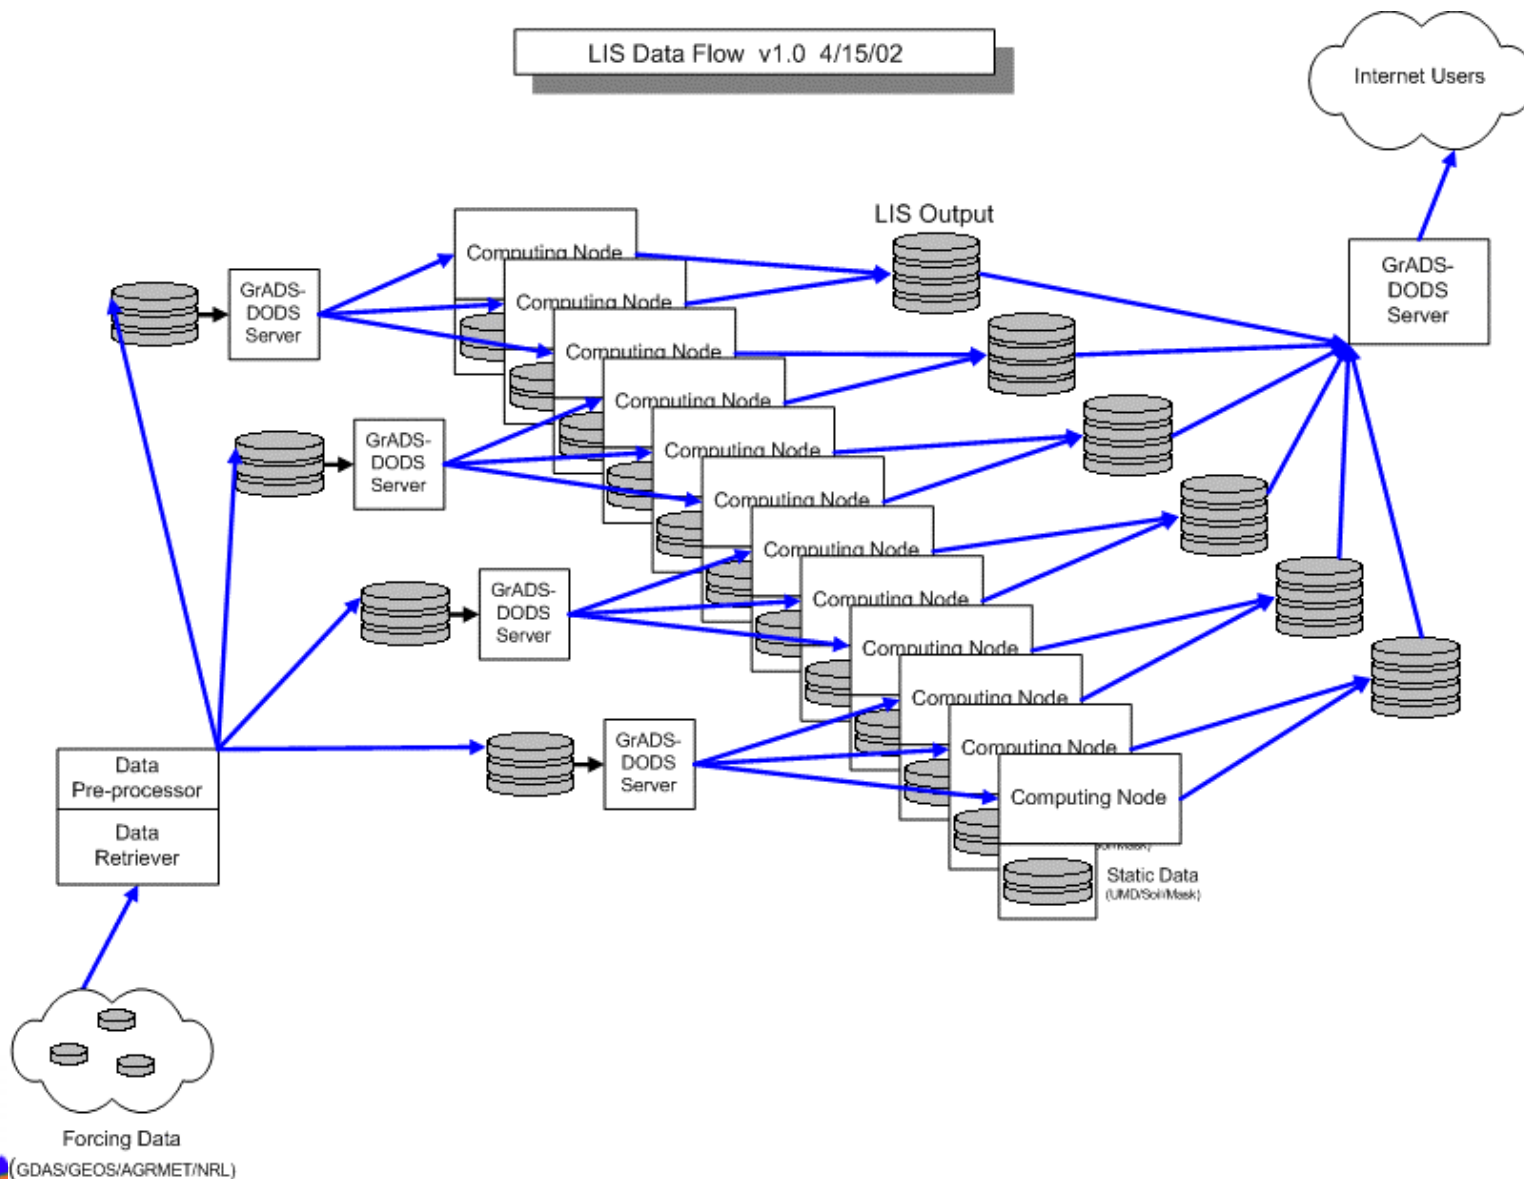 LIS Data Flow v1.0 4/15/02
Internet Users
LIS Output
GrADS-
DODS
Server
Computing Node
Computing Node
Computing Node
Computing Node
Computing Node
Computing Node
Computing Node
Computing Node
Computing Node
Computing Node
Computing Node
Computing Node
GrADS-
DODS
Server
GrADS-
DODS
Server
GrADS-
DODS
Server
GrADS-
DODS
Server
Data
Pre-processor
Data
Retriever
Static Data
(UMD/Soil/Mask)
Forcing Data
(GDAS/GEOS/AGRMET/NRL)